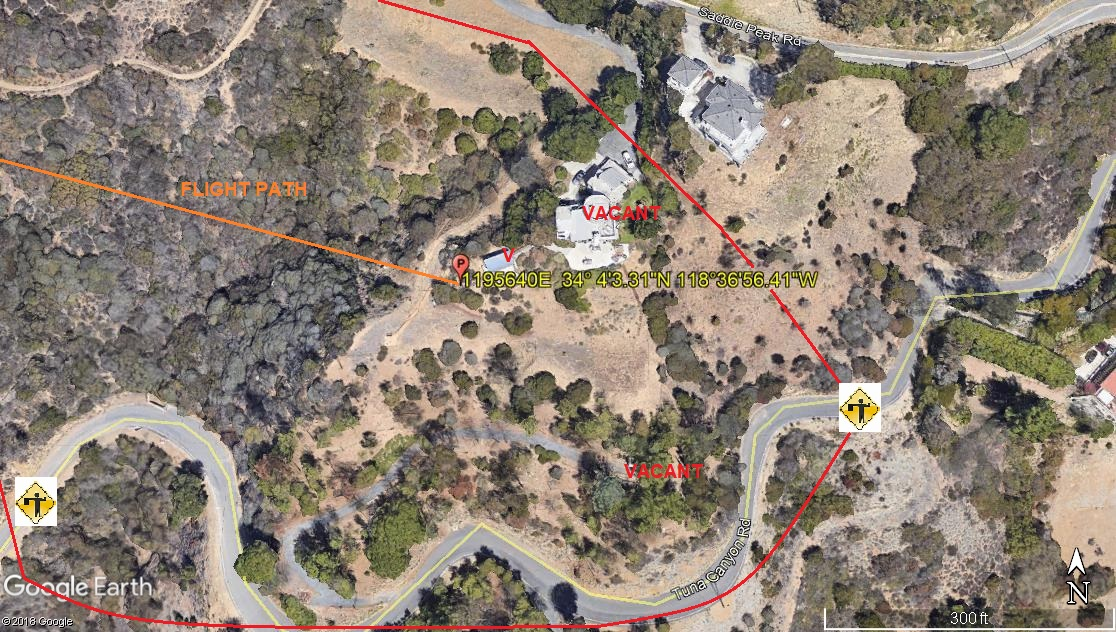 Saddle Peak Rd
FLIGHT PATH
VACANT
V
P
1195640E 34° 4'3.31"N 118°36'56.41"W
VACANT
Tuna Canyon Rd
Google Earth
©2018 Google
N
300 ft